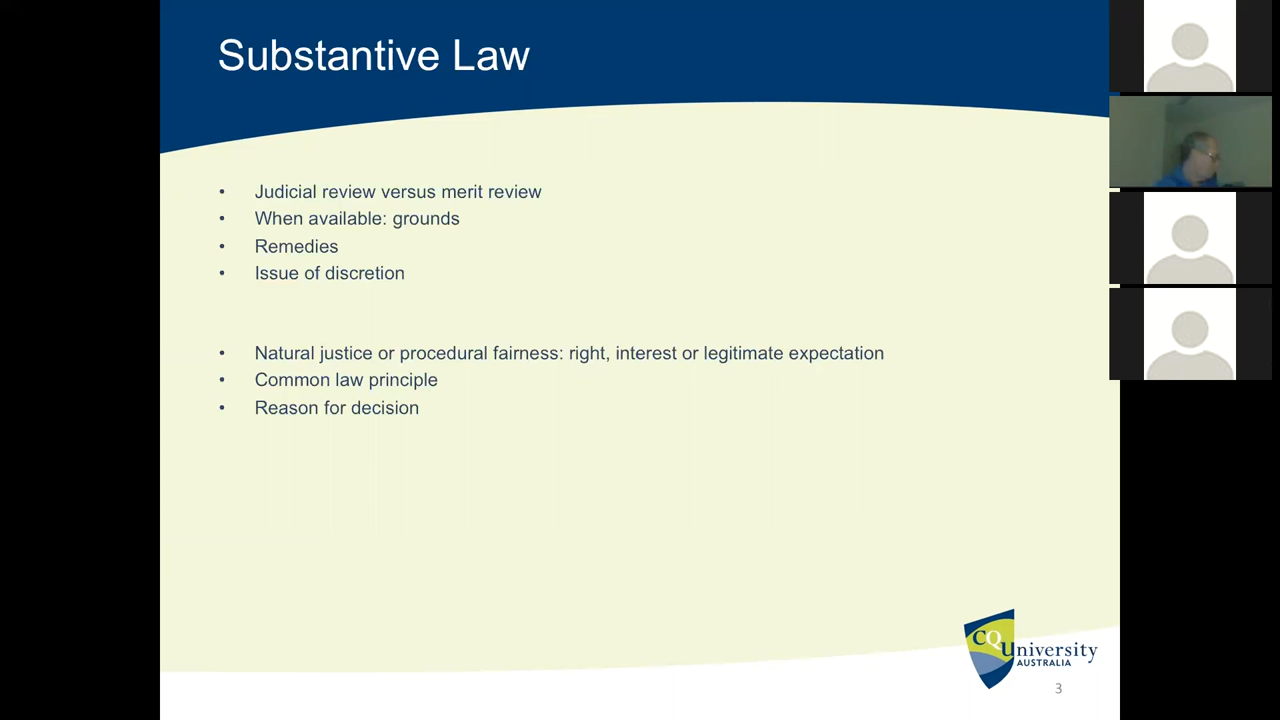 Substantive Law
• Judicial review versus merit review
• When available: grounds
• Remedies
• Issue of discretion
• Natural justice or procedural fairness: right, interest or legitimate expectation
• Common law principle
• Reason for decision
CQUniversity
AUSTRALIA
3